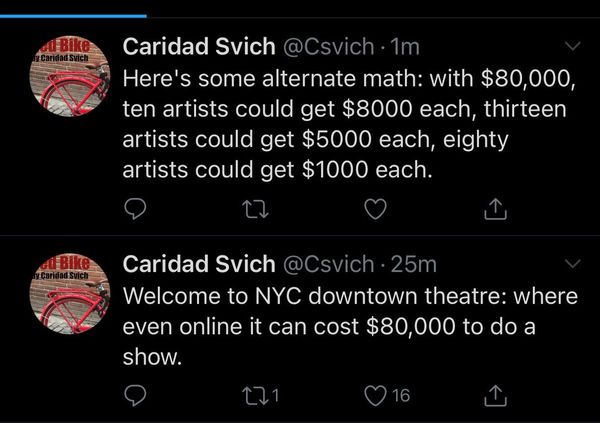 ed Bike
by Caridad Svich
Caridad Svich @Csvich · 1m
Here's some alternate math: with $80,000,
ten artists could get $8000 each, thirteen
artists could get $5000 each, eighty
artists could get $1000 each.
ed Bike
by Caridad Svich
Caridad Svich @Csvich · 25m
Welcome to NYC downtown theatre: where
even online it can cost $80,000 to do a
show.
1
16